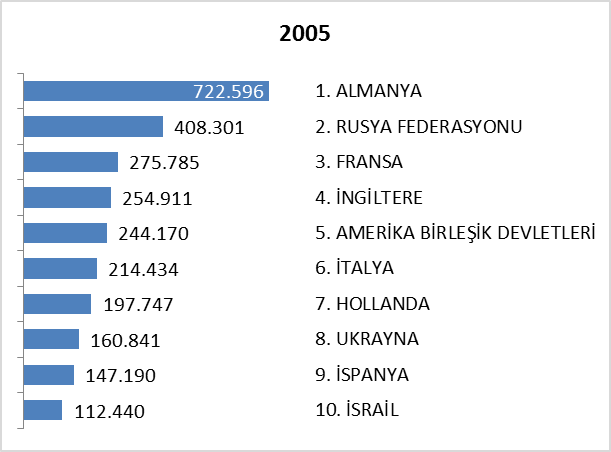 2005
722.596 1. ALMANYA
408.301 2. RUSYA FEDERASYONU
275.785 3. FRANSA
254.911 4. İNGİLTERE
244.170 5. AMERİKA BİRLEŞİK DEVLETLERİ
214.434 6. İTALYA
197.747 7. HOLLANDA
160.841 8. UKRAYNA
147.190 9. İSPANYA
112.440 10. İSRAİL